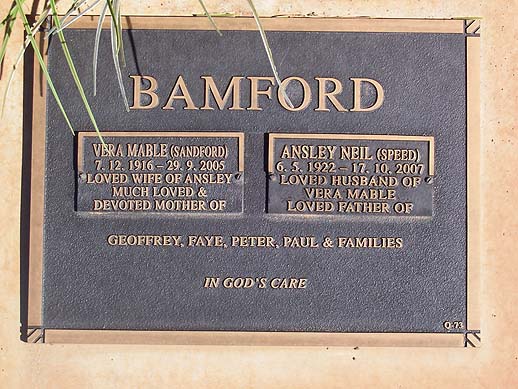 BAMFORD
VERA MABLE (SANDFORD)
7. 12. 1916 - 29. 9. 2005
LOVED WIFE OF ANSLEY
MUCH LOVED &
DEVOTED MOTHER OF
ANSLEY NEIL (SPEED)
6. 5. 1922 - 17. 10. 2007
LOVED HUSBAND OF
VERA MABLE
LOVED FATHER OF
GEOFFREY, FAYE, PETER, PAUL & FAMILIES
IN GOD'S CARE
Q-73